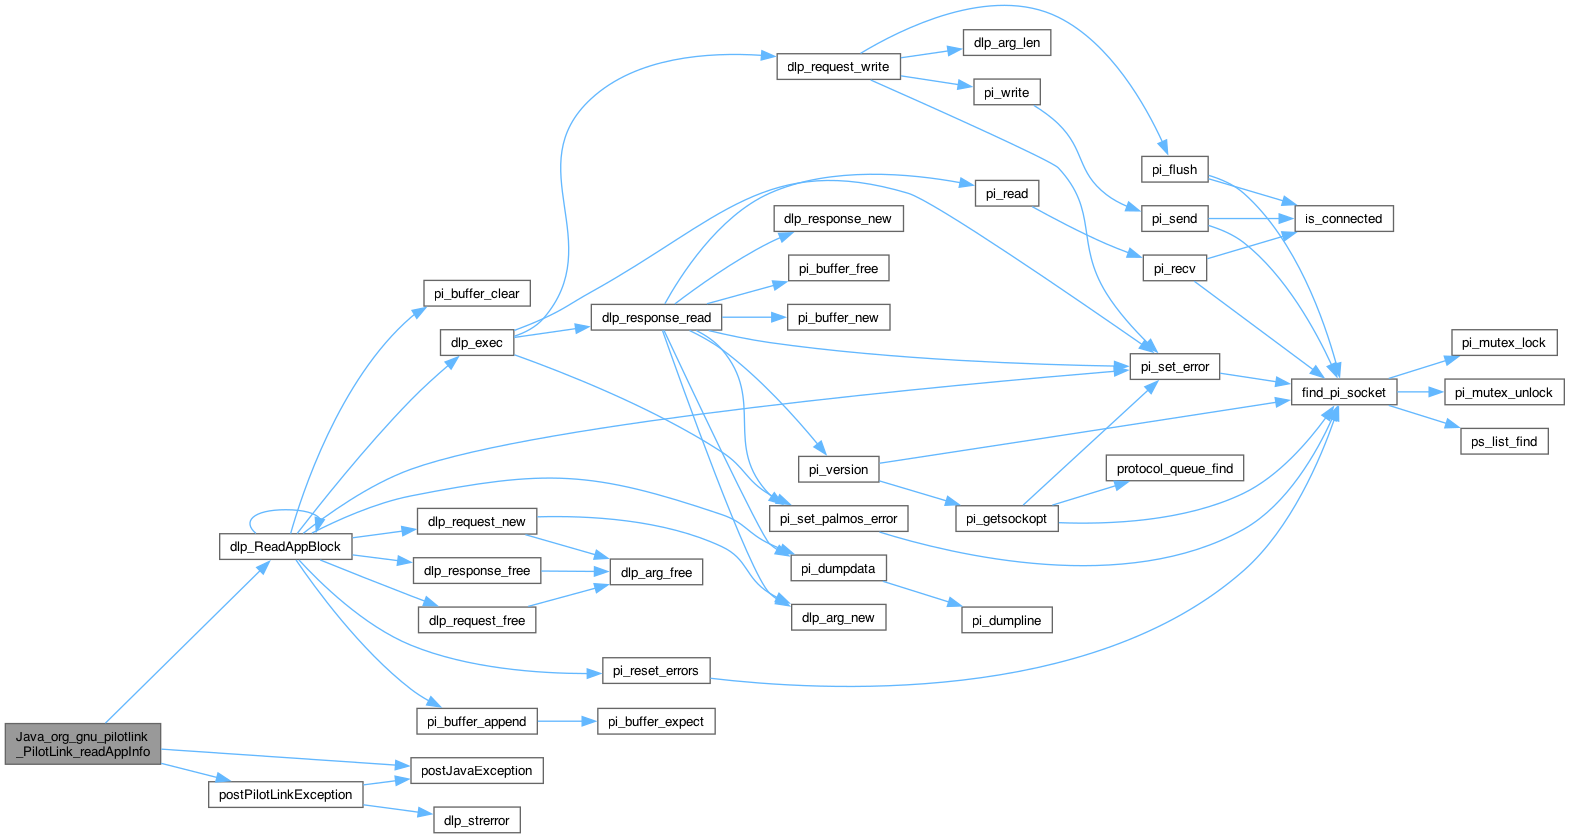 dlp_arg_len
dlp_request_write
pi_write
pi_flush
pi_read
dlp_response_new
pi_send
is_connected
pi_buffer_free
pi_recv
pi_buffer_clear
dlp_response_read
pi_buffer_new
dlp_exec
pi_mutex_lock
pi_set_error
find_pi_socket
pi_mutex_unlock
ps_list_find
pi_version
protocol_queue_find
dlp_request_new
pi_set_palmos_error
pi_getsockopt
dlp_ReadAppBlock
dlp_response_free
dlp_arg_free
pi_dumpdata
dlp_request_free
dlp_arg_new
pi_dumpline
pi_reset_errors
pi_buffer_append
pi_buffer_expect
Java_org_gnu_pilotlink
_PilotLink_readAppInfo
postJavaException
postPilotLinkException
dlp_strerror